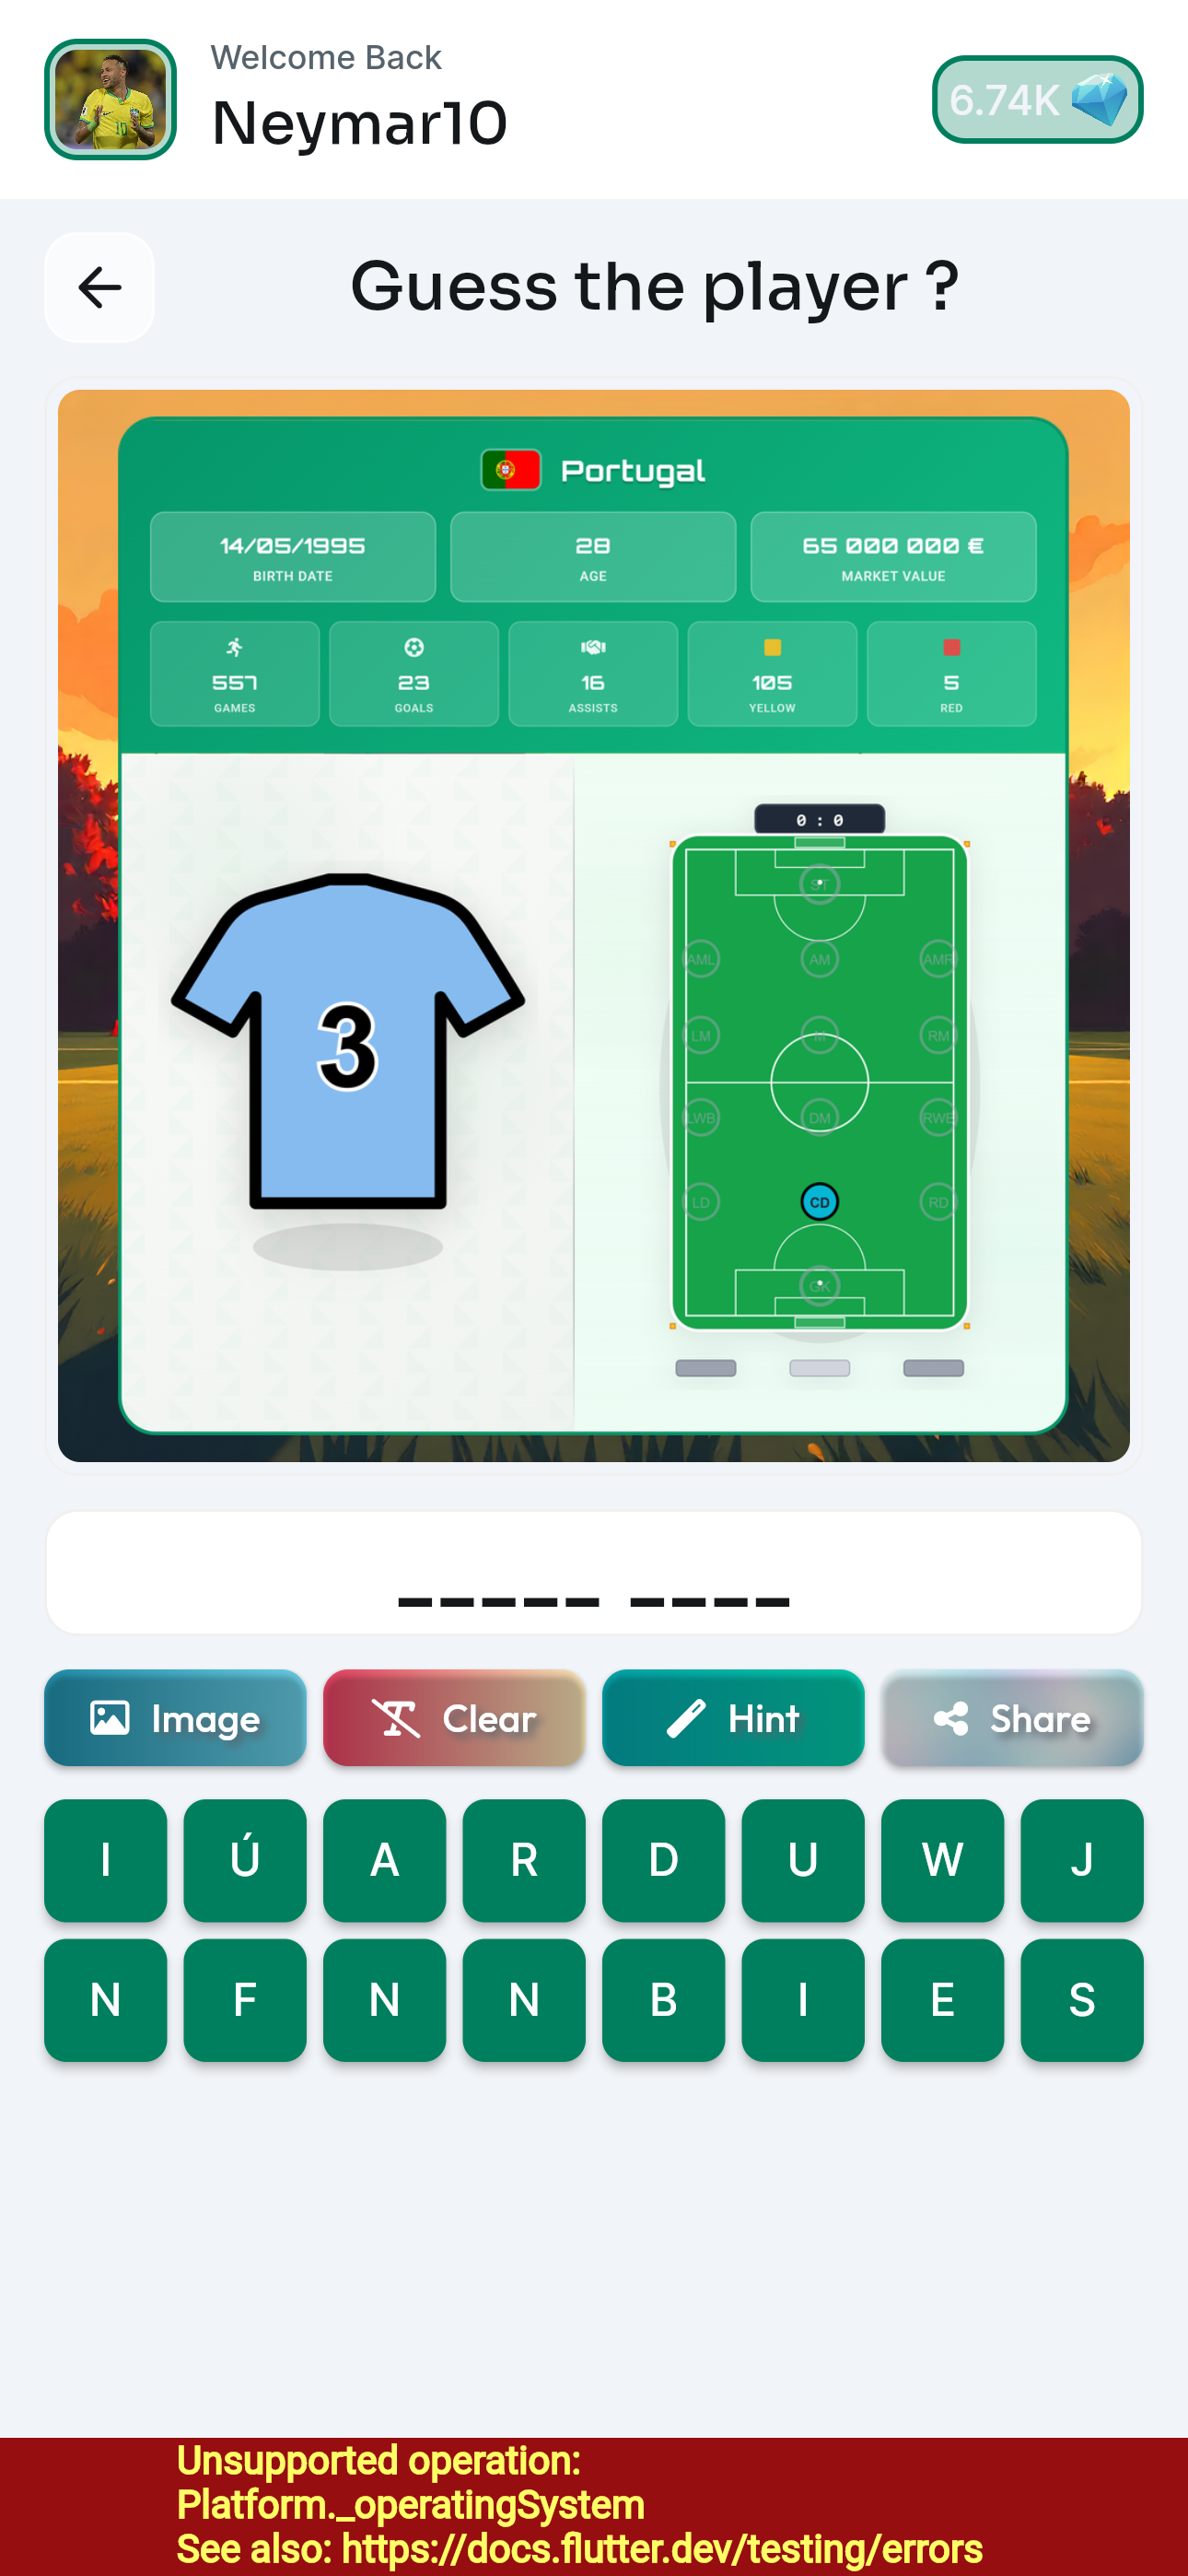 Welcome Back
Neymar10
6.74K
Guess the player ?
Portugal
14/05/1995
BIRTH DATE
28
AGE
65 000 000 €
MARKET VALUE
557
GAMES
23
GOALS
16
ASSISTS
105
YELLOW
5
RED
3
0 : 0
ST
AML AM AMR
LM M RM
LWB DM RWB
LD CD RD
GK
_____ ____
Image Clear Hint Share
I Ú A R D U W J
N F N N B I E S
Unsupported operation:
Platform._operatingSystem
See also: https://docs.flutter.dev/testing/errors